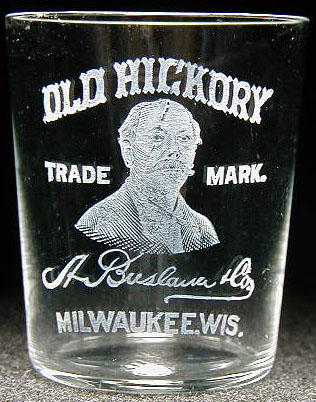 OLD HICKORY
TRADE MARK.
A. Breslauer & Co.
MILWAUKEE.WIS.